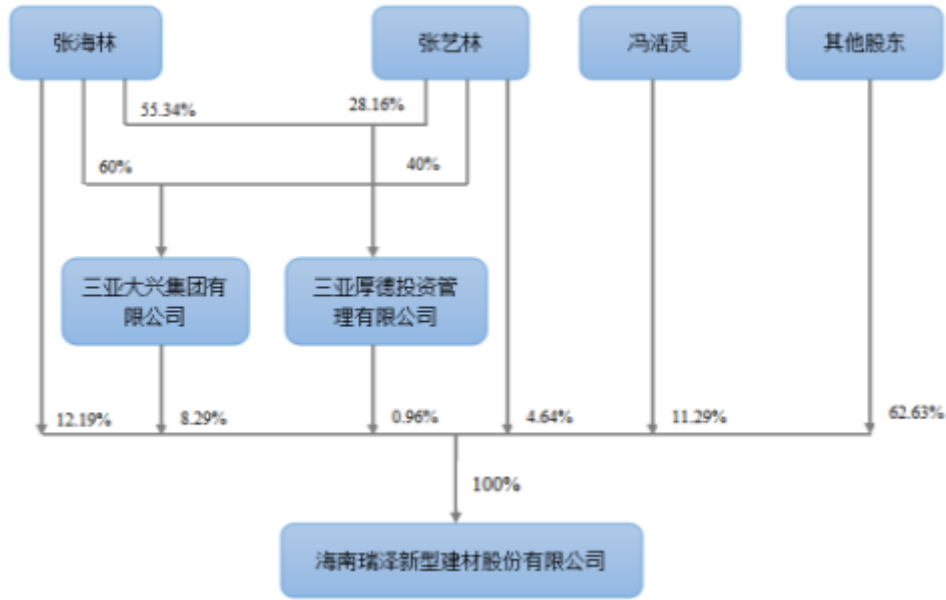 张海林
张艺林
冯活灵
其他股东
55.34%
28.16%
60%
40%
三亚大兴集团有
限公司
三亚厚德投资管
理有限公司
12.19%
8.29%
0.96%
4.64%
11.29%
62.63%
100%
海南瑞泽新型建材股份有限公司